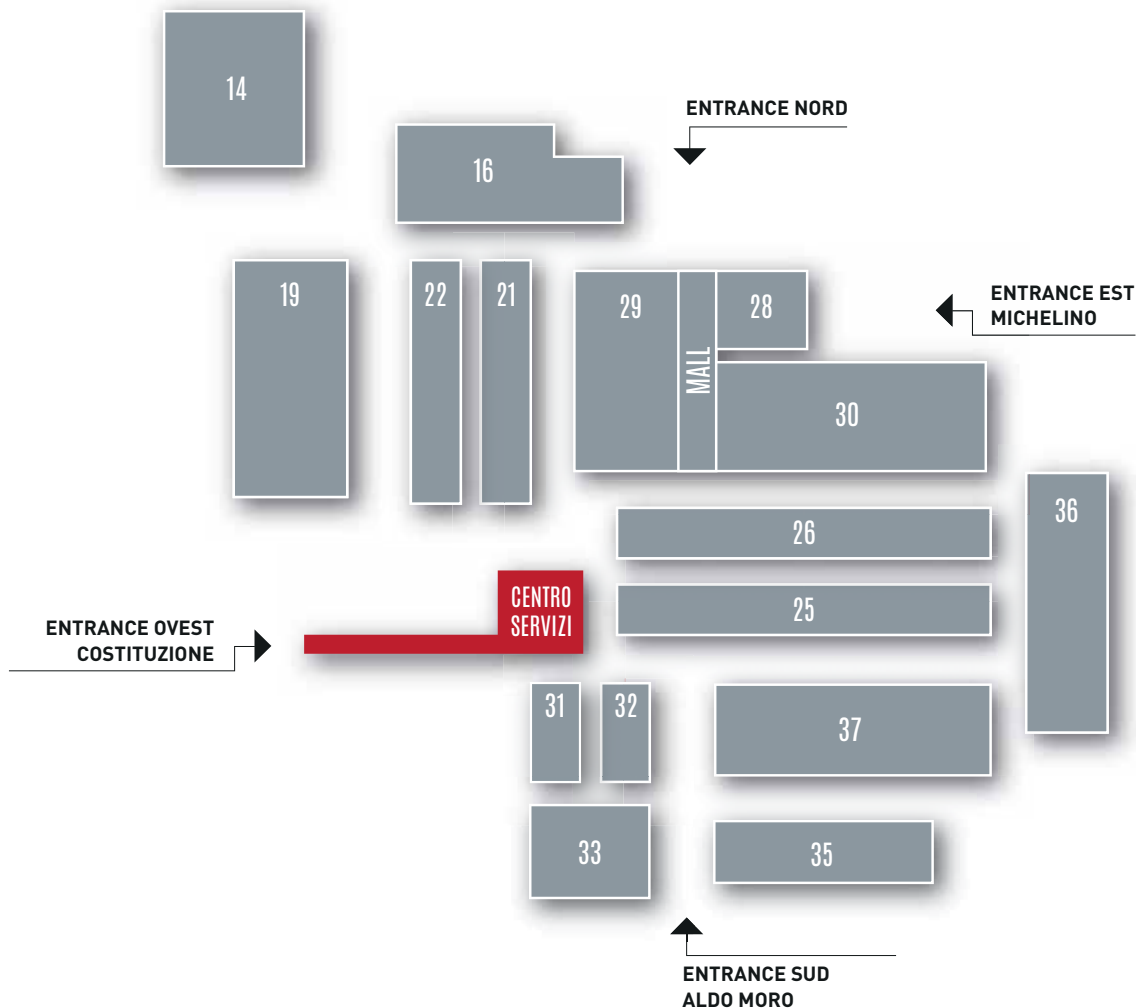 14
ENTRANCE NORD
16
19
22
21
29
MALL
28
ENTRANCE EST
MICHELINO
30
36
26
CENTRO
SERVIZI
25
ENTRANCE OVEST
COSTITUZIONE
31
32
37
33
35
ENTRANCE SUD
ALDO MORO